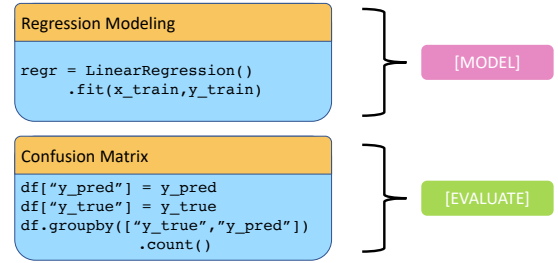 Regression Modeling
regr = LinearRegression()
.fit(x_train,y_train)
[MODEL]
Confusion Matrix
df[“y_pred”] = y_pred
df[“y_true”] = y_true
df.groupby([“y_true”,”y_pred”])
.count()
[EVALUATE]